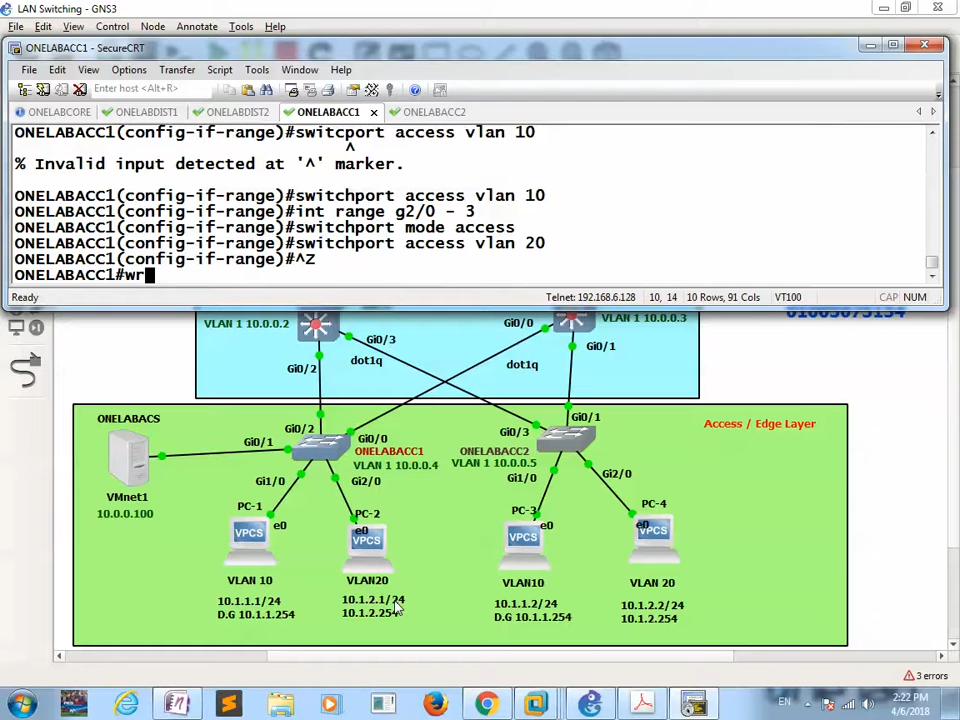 LAN Switching - GNS3
File Edit View Control Node Annotate Tools Help
ONELABACC1 - SecureCRT
File Edit View Options Transfer Script Tools Window Help
Enter host <Alt+R>
ONELABCORE ONELABDIST1 ONELABDIST2 ONELABACC1 ONELABACC2
ONELABACC1(config-if-range)#switcport access vlan 10
^
% Invalid input detected at '^' marker.
ONELABACC1(config-if-range)#switchport access vlan 10
ONELABACC1(config-if-range)#int range g2/0 - 3
ONELABACC1(config-if-range)#switchport mode access
ONELABACC1(config-if-range)#switchport access vlan 20
ONELABACC1(config-if-range)#^Z
ONELABACC1#wr
Ready Telnet: 192.168.6.128 10, 14 10 Rows, 91 Cols VT100 CAP NUM
VLAN 1 10.0.0.2 Gi0/0 VLAN 1 10.0.0.3
Gi0/3 Gi0/1
dot1q dot1q
Gi0/2
ONELABACS
Gi0/2 Gi0/1
Gi0/1 Gi0/0 Gi0/3 Access / Edge Layer
ONELABACC1 ONELABACC2
VLAN 1 10.0.0.4 VLAN 1 10.0.0.5
Gi1/0 Gi2/0 Gi1/0 Gi2/0
VMnet1
10.0.0.100
PC-1 PC-2 PC-3 PC-4
e0 e0 e0 e0
VPCS VPCS VPCS VPCS
VLAN 10 VLAN20 VLAN10 VLAN 20
10.1.1.1/24 10.1.2.1/24 10.1.1.2/24 10.1.2.2/24
D.G 10.1.1.254 10.1.2.254 D.G 10.1.1.254 10.1.2.254
3 errors
EN 2:22 PM
4/6/2018